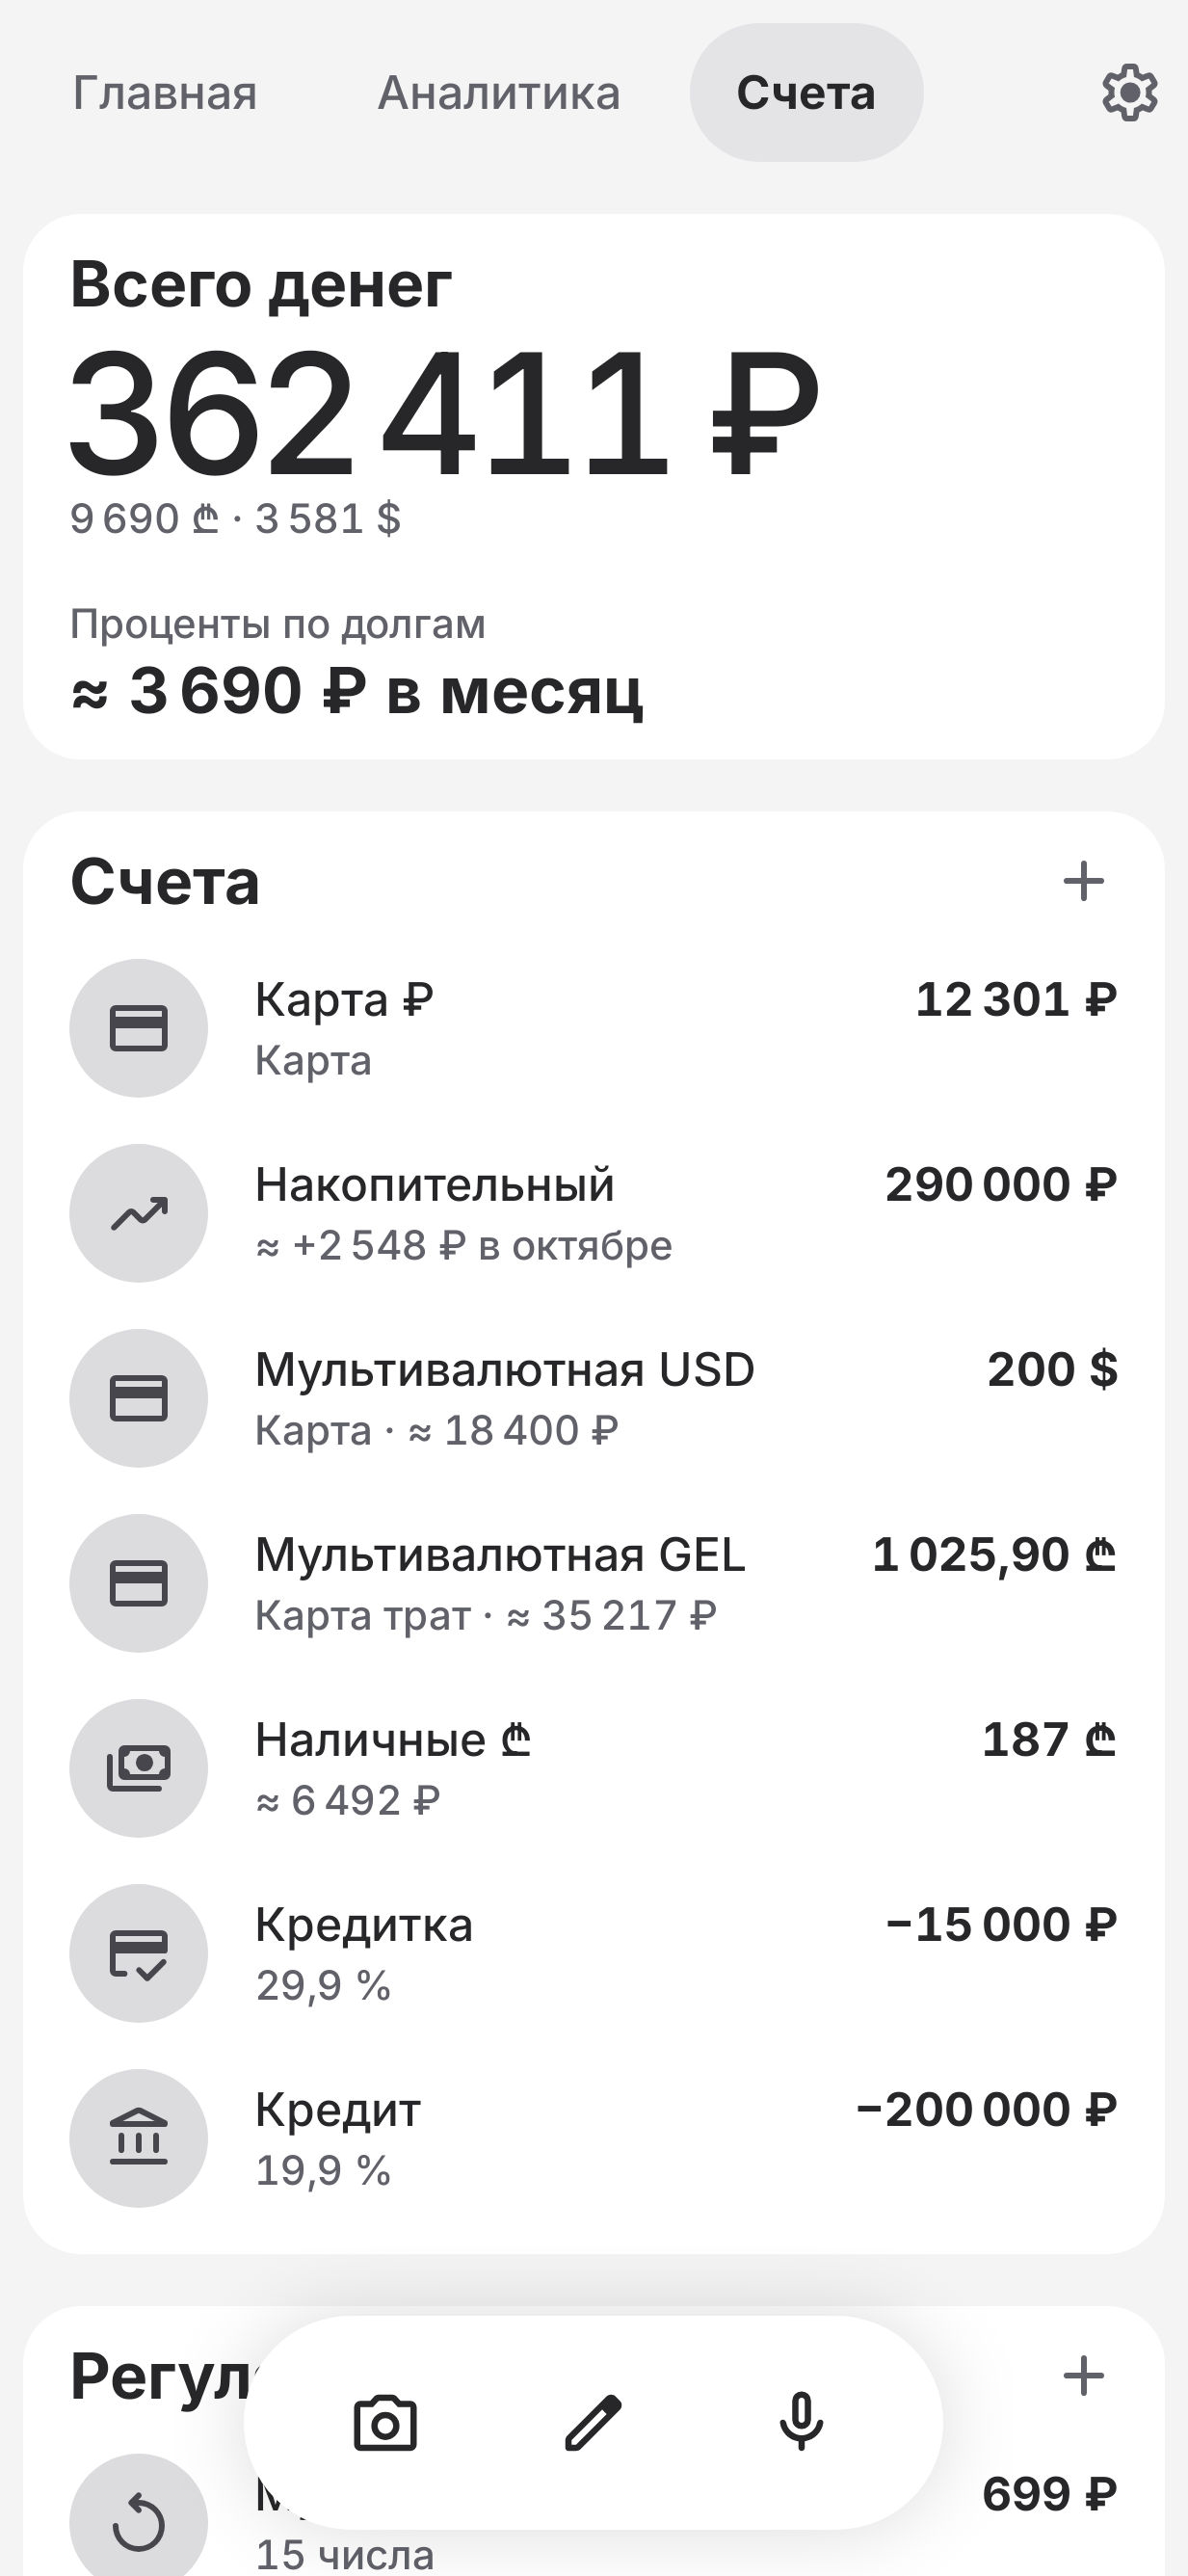 Главная Аналитика Счета
Всего денег
362 411 ₽
9 690 ₾ · 3 581 $
Проценты по долгам
≈ 3 690 ₽ в месяц
Счета
Карта ₽ 12 301 ₽
Карта
Накопительный 290 000 ₽
≈ +2 548 ₽ в октябре
Мультивалютная USD 200 $
Карта · ≈ 18 400 ₽
Мультивалютная GEL 1 025,90 ₾
Карта трат · ≈ 35 217 ₽
Наличные ₾ 187 ₾
≈ 6 492 ₽
Кредитка −15 000 ₽
29,9 %
Кредит −200 000 ₽
19,9 %
699 ₽
15 числа